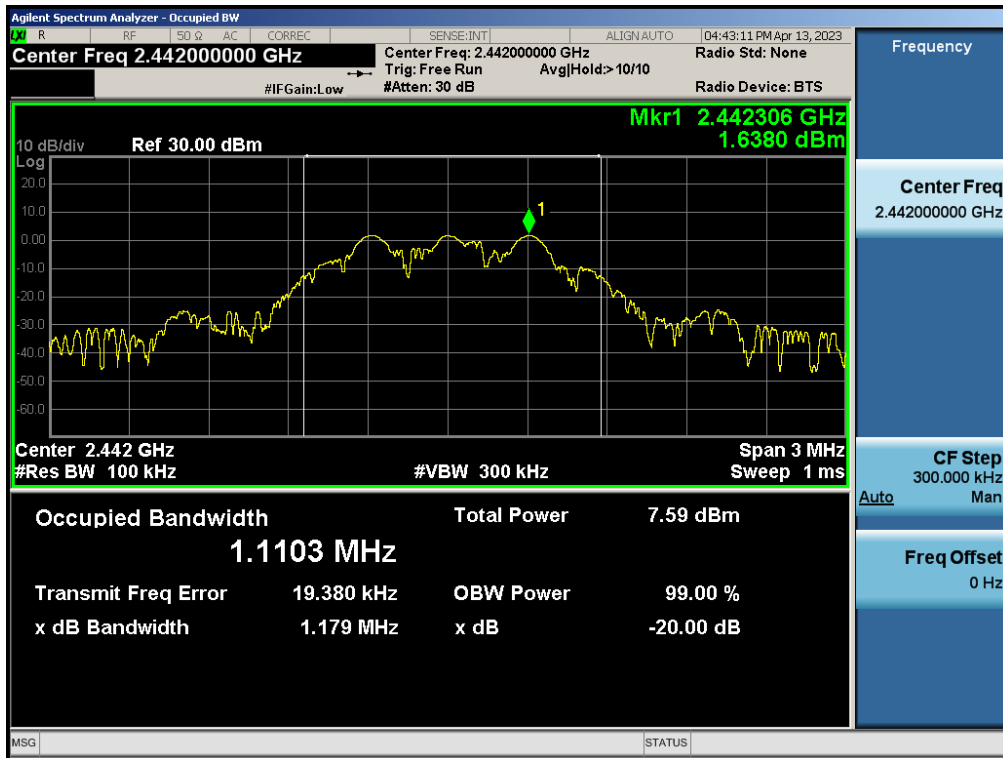 Agilent Spectrum Analyzer - Occupied BW
LXI R RF 50 Ω AC CORREC SENSE:INT ALIGN AUTO 04:43:11 PM Apr 13, 2023
Center Freq 2.442000000 GHz
Center Freq: 2.442000000 GHz
Radio Std: None
Trig: Free Run Avg|Hold:> 10/10
#IFGain:Low #Atten: 30 dB
Radio Device: BTS
Mkr1 2.442306 GHz
1.6380 dBm
10 dB/div Ref 30.00 dBm
Log
20.0
10.0
1
0.00
-10.0
-20.0
-30.0
-40.0
-50.0
-60.0
Center 2.442 GHz Span 3 MHz
#Res BW 100 kHz #VBW 300 kHz Sweep 1 ms
Occupied Bandwidth Total Power 7.59 dBm
1.1103 MHz
Transmit Freq Error 19.380 kHz OBW Power 99.00 %
x dB Bandwidth 1.179 MHz x dB -20.00 dB
MSG STATUS
Frequency
Center Freq
2.442000000 GHz
CF Step
300.000 kHz
Auto Man
Freq Offset
0 Hz